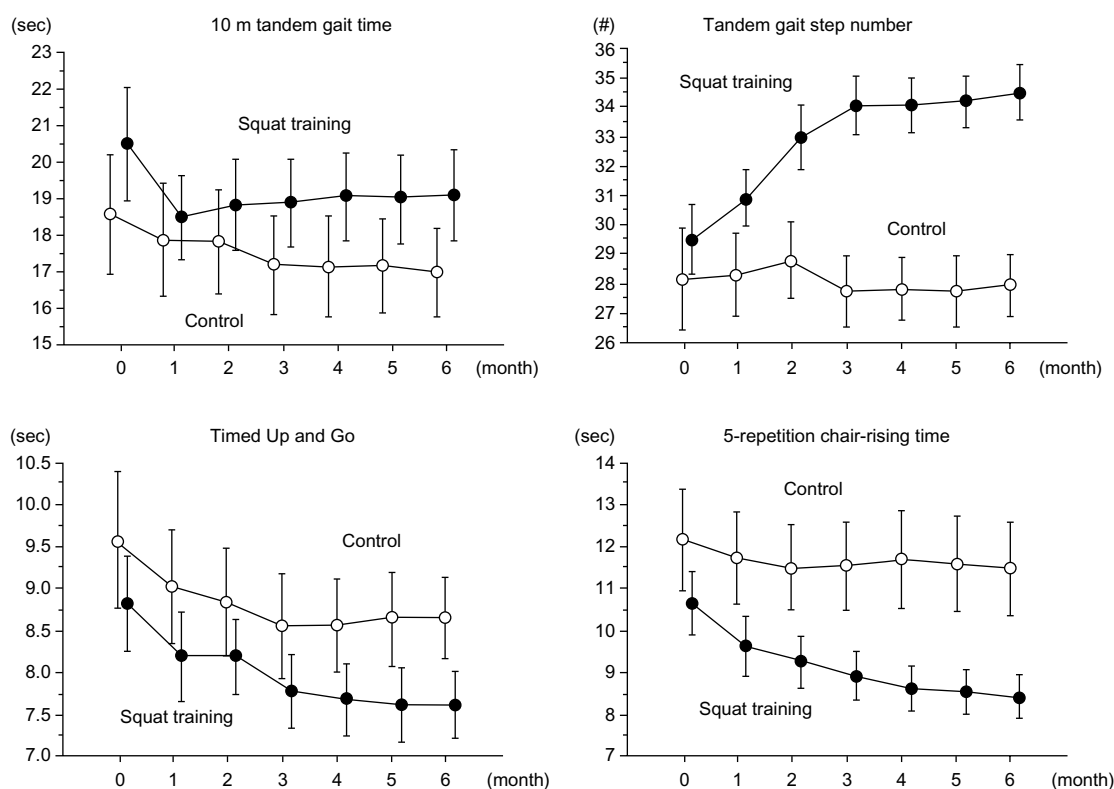 (sec) 10 m tandem gait time
23
22
21
20
19
18
17
16
15
Squat training
Control
0 1 2 3 4 5 6 (month)
(#) Tandem gait step number
36
35
34
33
32
31
30
29
28
27
26
Squat training
Control
0 1 2 3 4 5 6 (month)
(sec) Timed Up and Go
10.5
10.0
9.5
9.0
8.5
8.0
7.5
7.0
Control
Squat training
0 1 2 3 4 5 6 (month)
(sec) 5-repetition chair-rising time
14
13
12
11
10
9
8
7
Control
Squat training
0 1 2 3 4 5 6 (month)